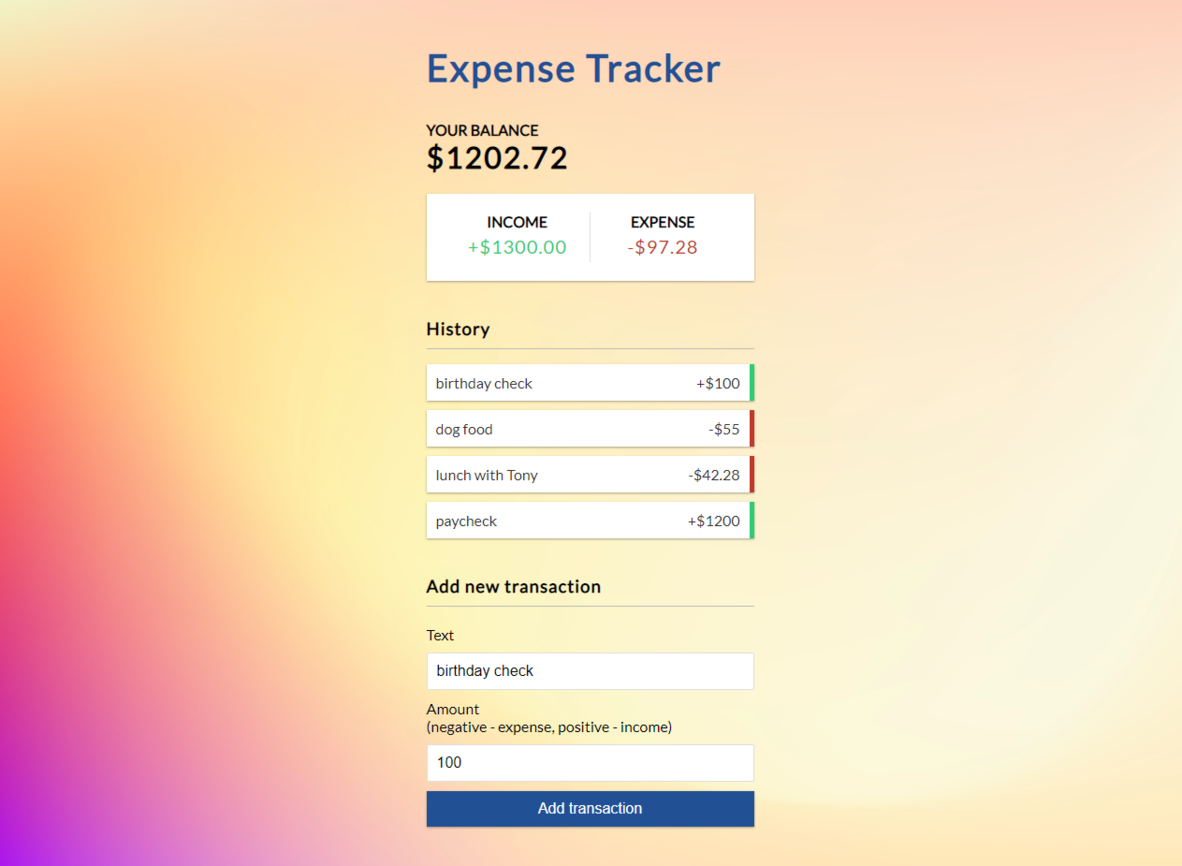 Expense Tracker
YOUR BALANCE
$1202.72
INCOME EXPENSE
+$1300.00 -$97.28
History
birthday check +$100
dog food -$55
lunch with Tony -$42.28
paycheck +$1200
Add new transaction
Text
birthday check
Amount
(negative - expense, positive - income)
100
Add transaction